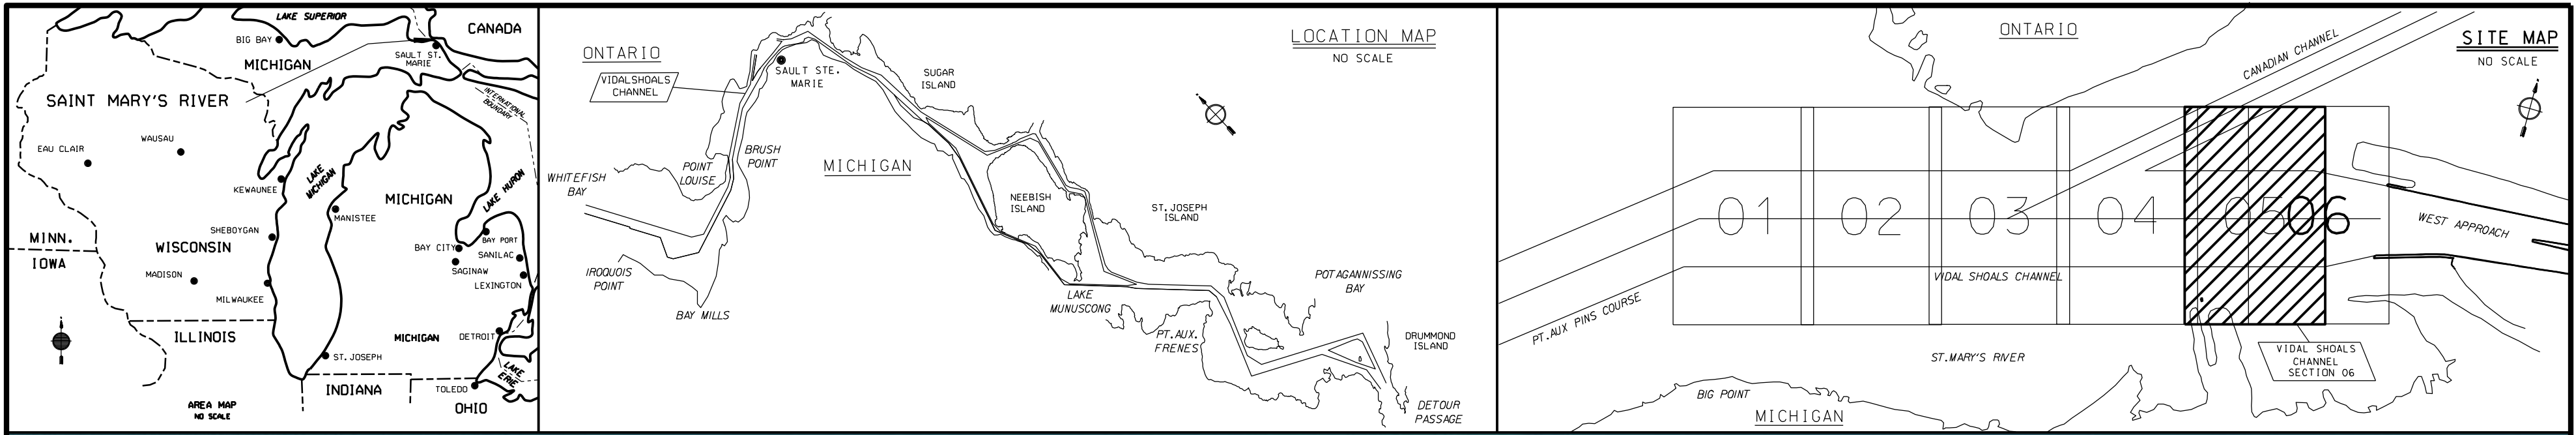 LAKE SUPERIOR
CANADA
BIG BAY
SAULT ST.
MARIE
MICHIGAN
INTERNATIONAL
BOUNDARY
SAINT MARY'S RIVER
WAUSAU
EAU CLAIR
LAKE
MICHIGAN
KEWAUNEE
MICHIGAN
LAKE HURON
MANISTEE
SHEBOYGAN
BAY PORT
MINN.
WISCONSIN
BAY CITY
SANILAC
IOWA
SAGINAW
MADISON
LEXINGTON
MILWAUKEE
ILLINOIS
MICHIGAN
DETROIT
ST. JOSEPH
LAKE
ERIE
INDIANA
TOLEDO
AREA MAP
NO SCALE
OHIO
LOCATION MAP
NO SCALE
ONTARIO
VIDALSHOALS
CHANNEL
SAULT STE.
MARIE
SUGAR
ISLAND
BRUSH
POINT
POINT
LOUISE
MICHIGAN
WHITEFISH
BAY
NEEBISH
ISLAND
ST. JOSEPH
ISLAND
IROQUOIS
POINT
POTAGANNISSING
BAY
LAKE
MUNUSCONG
BAY MILLS
PT. AUX.
FRENES
DRUMMOND
ISLAND
DETOUR
PASSAGE
ONTARIO
CANADIAN CHANNEL
SITE MAP
NO SCALE
01
02
03
04
05
06
WEST APPROACH
VIDAL SHOALS CHANNEL
PT. AUX PINS COURSE
ST. MARY'S RIVER
VIDAL SHOALS
CHANNEL
SECTION 06
BIG POINT
MICHIGAN